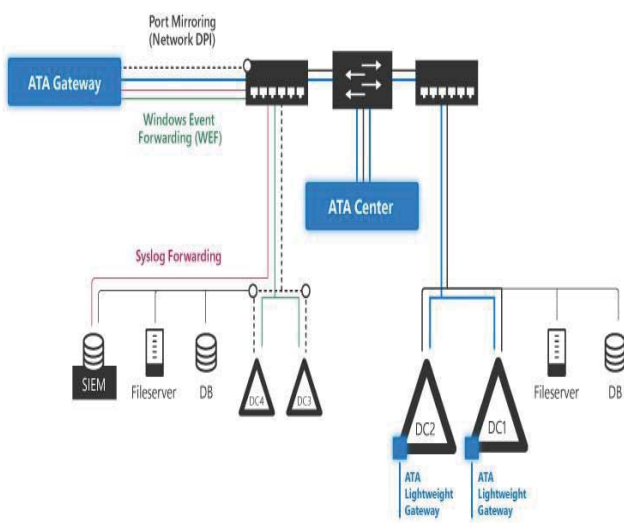 Port Mirroring
(Network DPI)
ATA Gateway
Windows Event
Forwarding (WEF)
ATA Center
Syslog Forwarding
SIEM
Fileserver
DB
DC4
DC3
DC2
DC1
Fileserver
DB
ATA
Lightweight
Gateway
ATA
Lightweight
Gateway